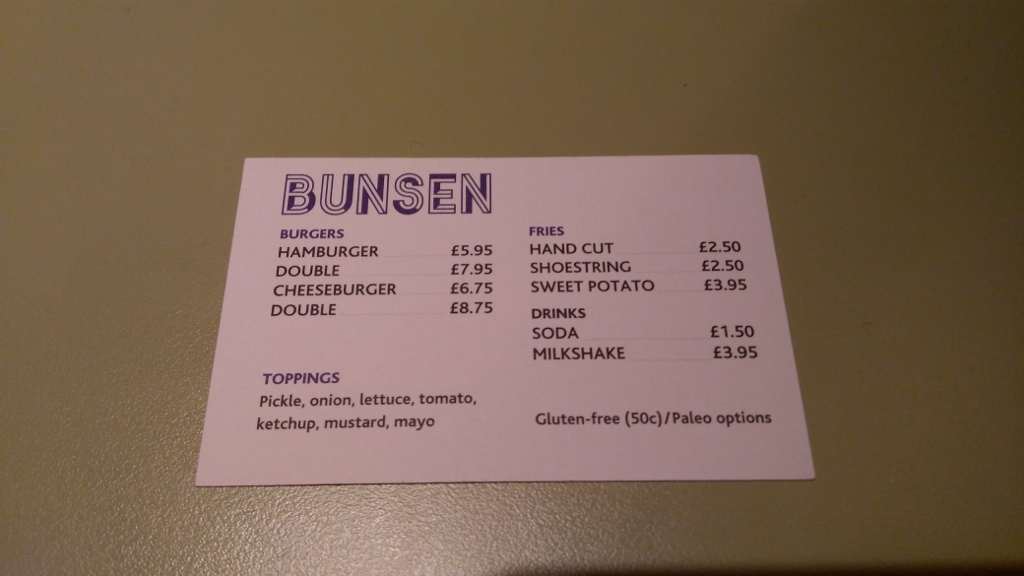 BUNSEN
BURGERS
HAMBURGER £5.95
DOUBLE £7.95
CHEESEBURGER £6.75
DOUBLE £8.75
TOPPINGS
Pickle, onion, lettuce, tomato,
ketchup, mustard, mayo
FRIES
HAND CUT £2.50
SHOESTRING £2.50
SWEET POTATO £3.95
DRINKS
SODA £1.50
MILKSHAKE £3.95
Gluten-free (50c)/Paleo options